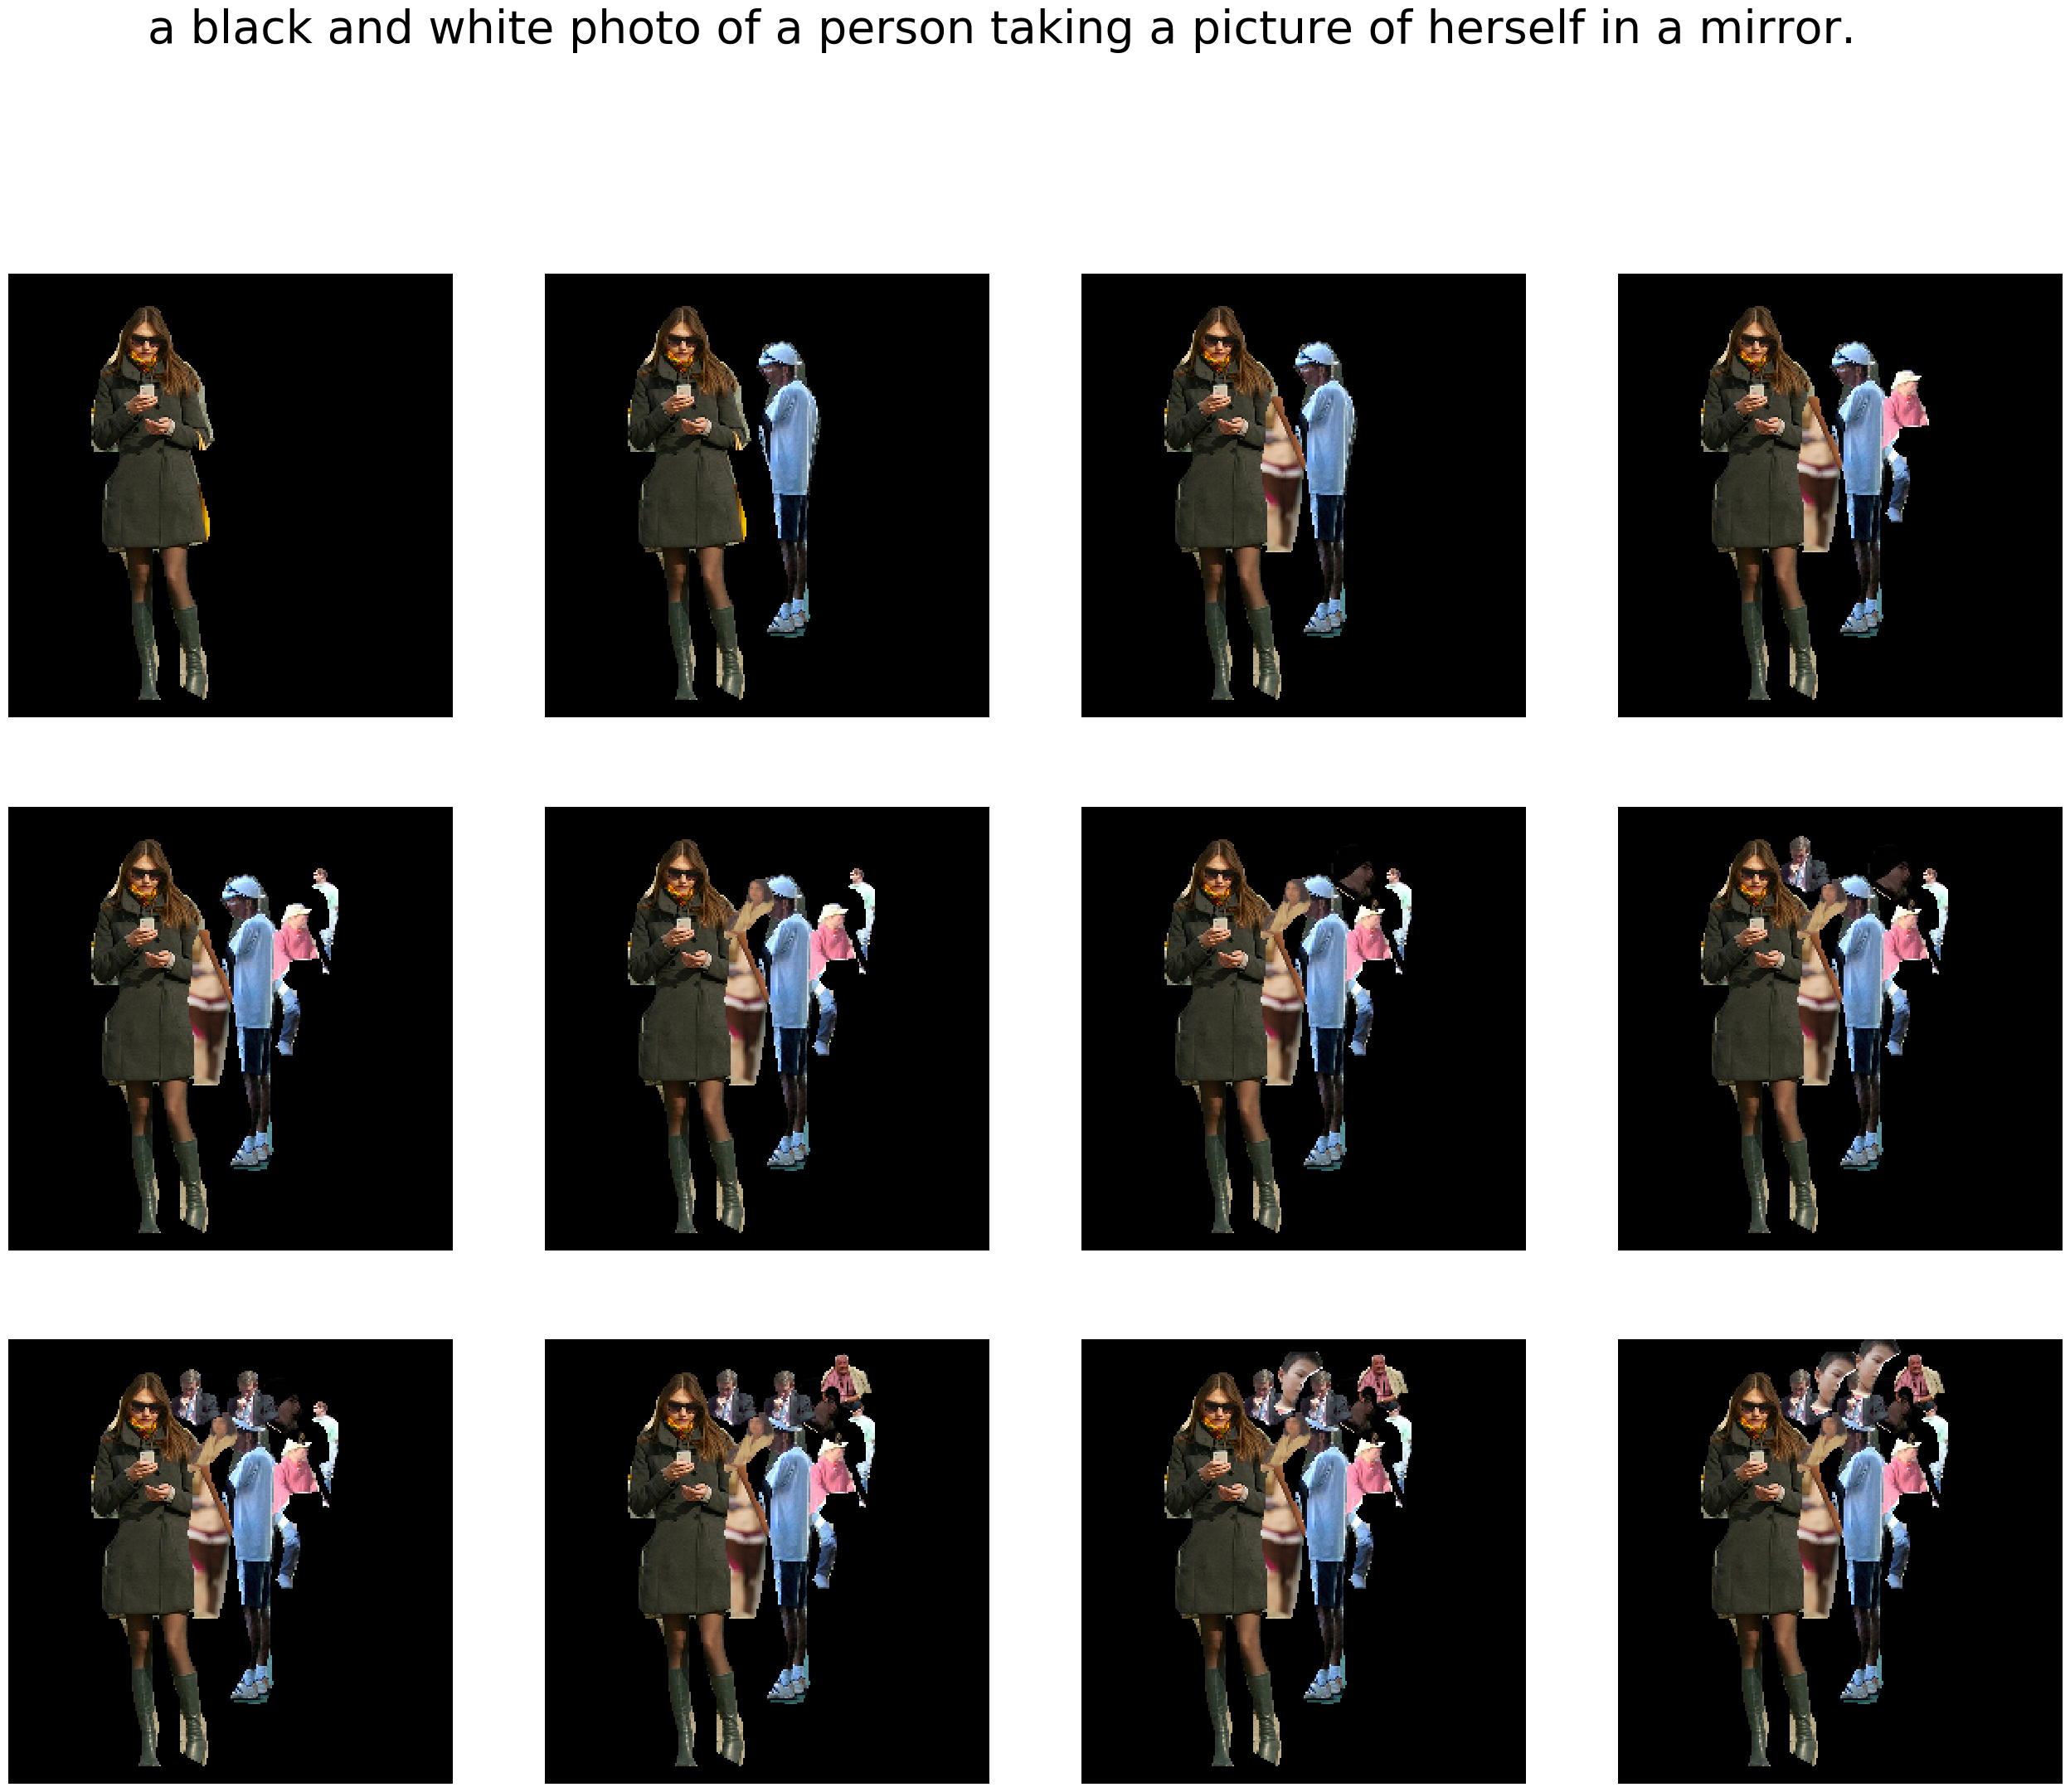 a black and white photo of a person taking a picture of herself in a mirror.